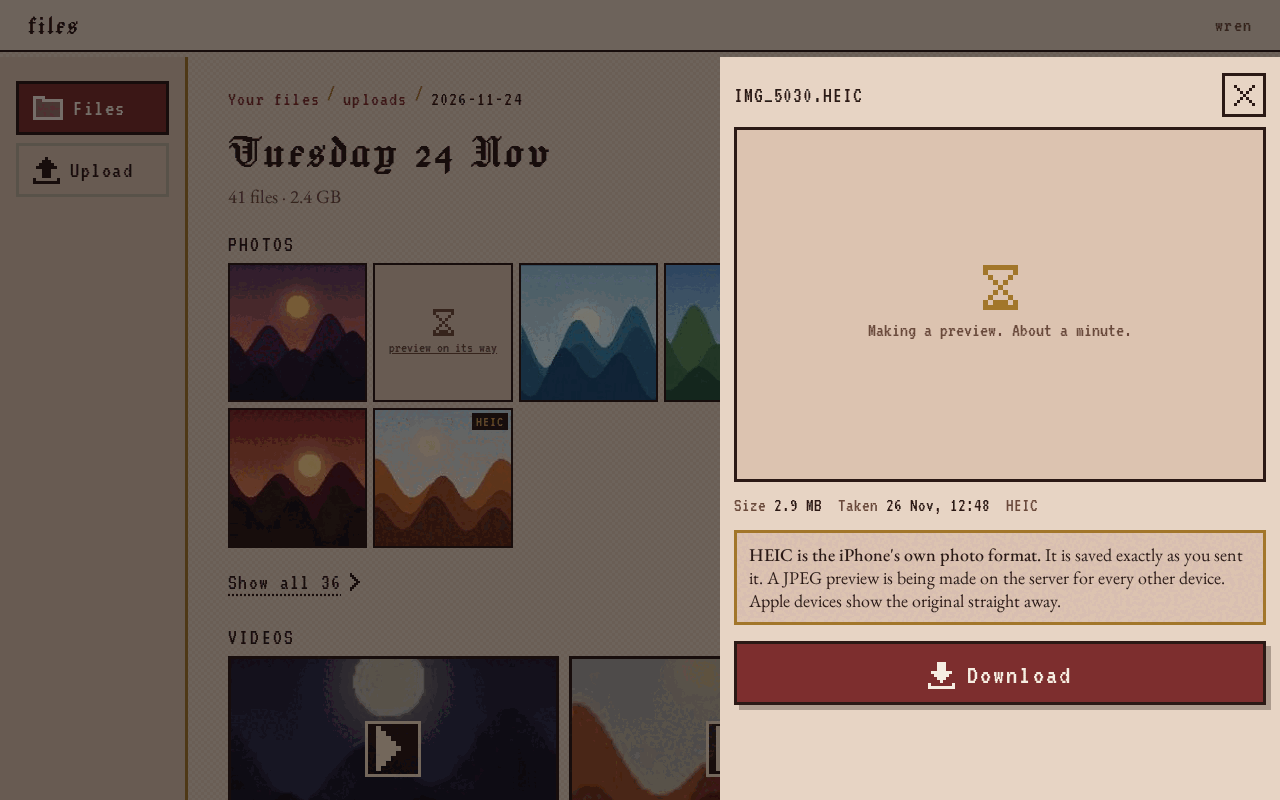 files
wren
Files
Upload
Your files / uploads / 2026-11-24
Tuesday 24 Nov
41 files · 2.4 GB
PHOTOS
preview on its way
HEIC
Show all 36
VIDEOS
IMG_5030.HEIC
Making a preview. About a minute.
Size 2.9 MB Taken 26 Nov, 12:48 HEIC
HEIC is the iPhone's own photo format. It is saved exactly as you sent
it. A JPEG preview is being made on the server for every other device.
Apple devices show the original straight away.
Download